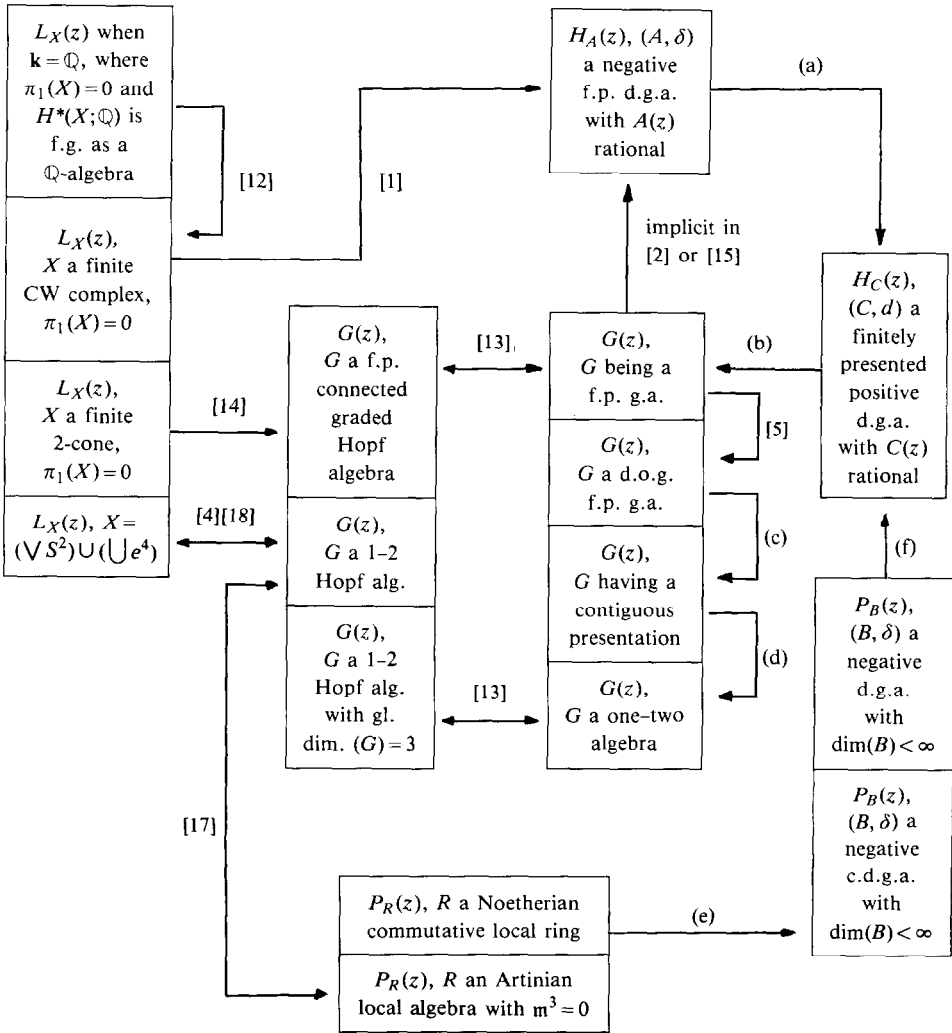 L_X(z) when
k = ℚ, where
π₁(X) = 0 and
H*(X; ℚ) is
f.g. as a
ℚ-algebra
[12]
L_X(z),
X a finite
CW complex,
π₁(X) = 0
[1]
L_X(z),
X a finite
2-cone,
π₁(X) = 0
[14]
L_X(z), X =
(⋁ S²) ∪ (⋃ e⁴)
[4][18]
H_A(z), (A, δ)
a negative
f.p. d.g.a.
with A(z)
rational
(a)
implicit in
[2] or [15]
H_C(z),
(C, d) a
finitely
presented
positive
d.g.a.
with C(z)
rational
G(z),
G a f.p.
connected
graded
Hopf
algebra
[13]
G(z),
G being a
f.p. g.a.
(b)
[5]
G(z),
G a d.o.g.
f.p. g.a.
(c)
G(z),
G a 1–2
Hopf alg.
G(z),
G having a
contiguous
presentation
(d)
G(z),
G a 1–2
Hopf alg.
with gl.
dim. (G) = 3
[13]
G(z),
G a one–two
algebra
(f)
P_B(z),
(B, δ) a
negative
d.g.a.
with
dim(B) < ∞
P_B(z),
(B, δ) a
negative
c.d.g.a.
with
dim(B) < ∞
[17]
P_R(z), R a Noetherian
commutative local ring
(e)
P_R(z), R an Artinian
local algebra with m³ = 0